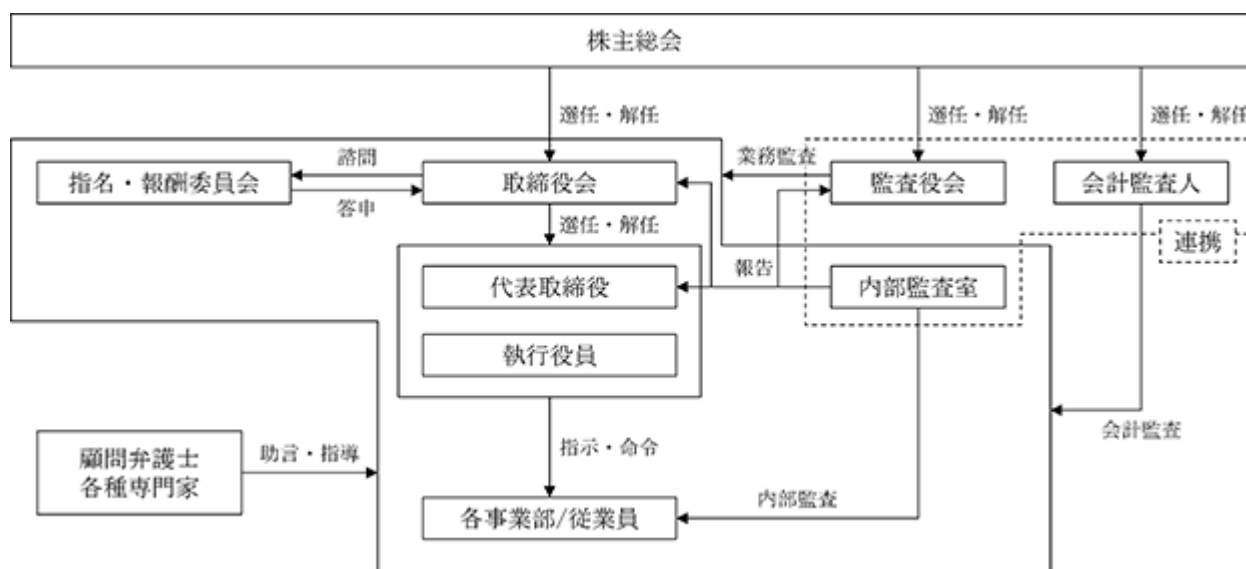 株主総会
選任・解任
選任・解任
選任・解任
諮問
業務監査
指名・報酬委員会
取締役会
監査役会
会計監査人
答申
選任・解任
連携
報告
代表取締役
内部監査室
執行役員
会計監査
顧問弁護士
各種専門家
助言・指導
指示・命令
内部監査
各事業部/従業員